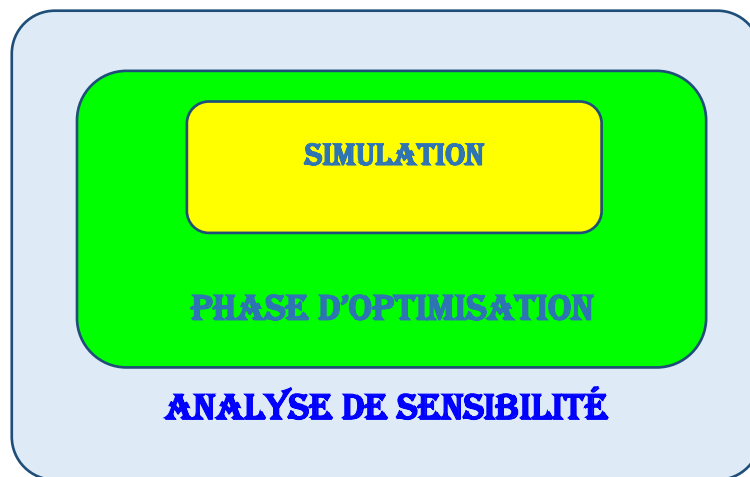 SIMULATION
PHASE D’OPTIMISATION
ANALYSE DE SENSIBILITÉ